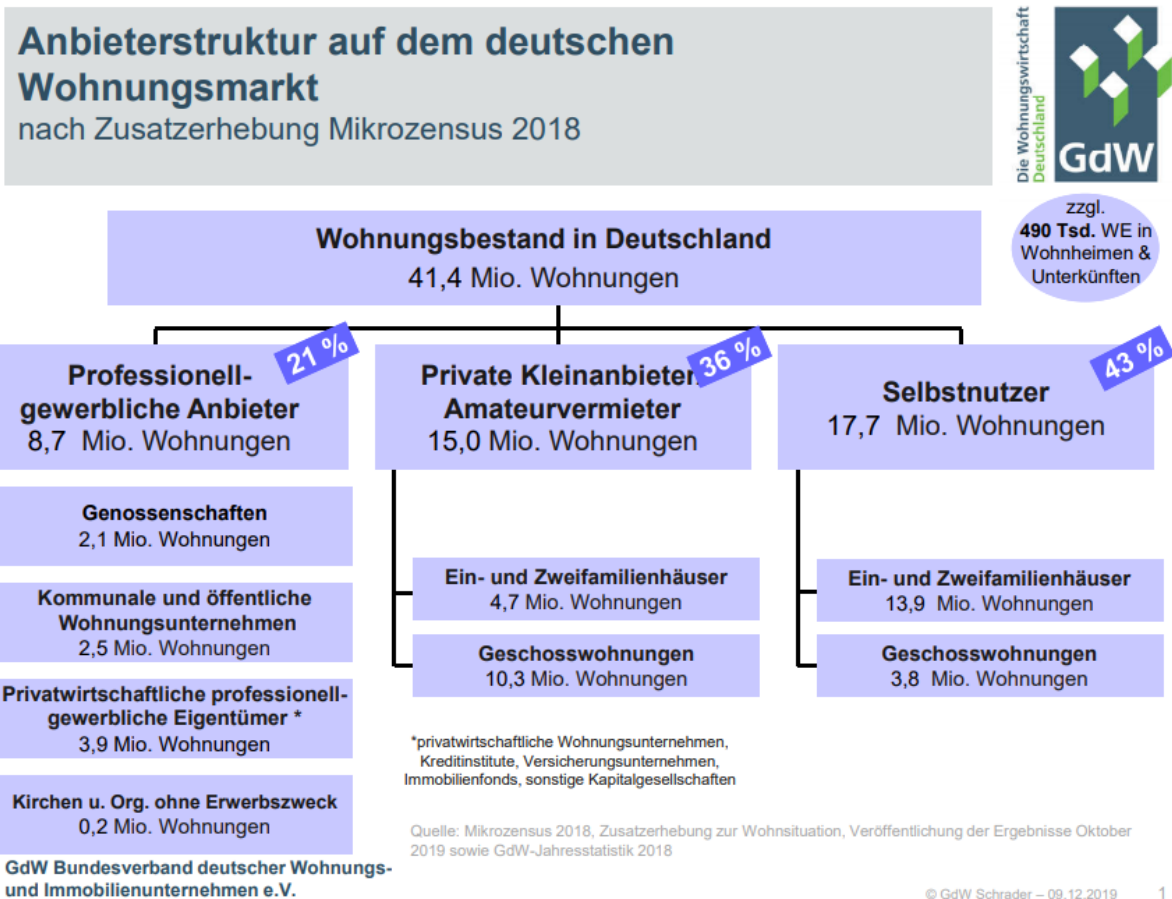 Anbieterstruktur auf dem deutschen
Wohnungsmarkt
nach Zusatzerhebung Mikrozensus 2018
Die Wohnungswirtschaft
Deutschland
GdW
zzgl.
490 Tsd. WE in
Wohnheimen &
Unterkünften
Wohnungsbestand in Deutschland
41,4 Mio. Wohnungen
21 %
Professionell-
gewerbliche Anbieter
8,7 Mio. Wohnungen
36 %
Private Kleinanbieter
Amateurvermieter
15,0 Mio. Wohnungen
43 %
Selbstnutzer
17,7 Mio. Wohnungen
Genossenschaften
2,1 Mio. Wohnungen
Kommunale und öffentliche
Wohnungsunternehmen
2,5 Mio. Wohnungen
Privatwirtschaftliche professionell-
gewerbliche Eigentümer *
3,9 Mio. Wohnungen
Kirchen u. Org. ohne Erwerbszweck
0,2 Mio. Wohnungen
Ein- und Zweifamilienhäuser
4,7 Mio. Wohnungen
Geschosswohnungen
10,3 Mio. Wohnungen
Ein- und Zweifamilienhäuser
13,9 Mio. Wohnungen
Geschosswohnungen
3,8 Mio. Wohnungen
*privatwirtschaftliche Wohnungsunternehmen,
Kreditinstitute, Versicherungsunternehmen,
Immobilienfonds, sonstige Kapitalgesellschaften
Quelle: Mikrozensus 2018, Zusatzerhebung zur Wohnsituation, Veröffentlichung der Ergebnisse Oktober
2019 sowie GdW-Jahresstatistik 2018
GdW Bundesverband deutscher Wohnungs-
und Immobilienunternehmen e.V.
© GdW Schrader – 09.12.2019 1